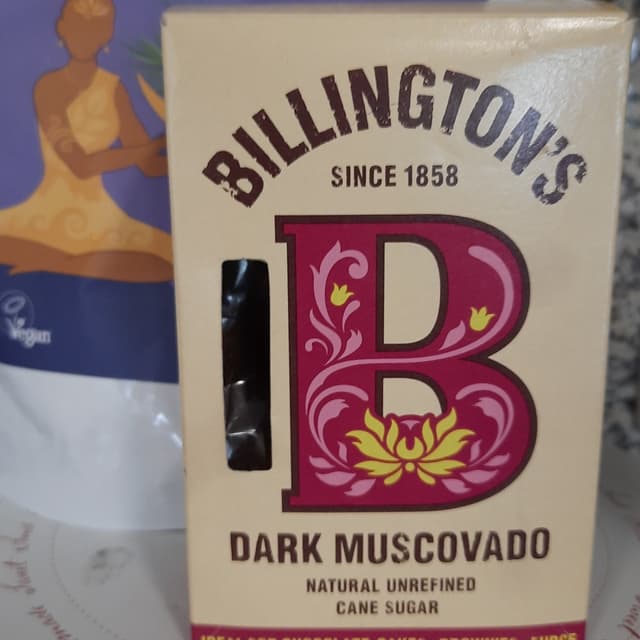 BILLINGTON'S
SINCE 1858
B
DARK MUSCOVADO
NATURAL UNREFINED
CANE SUGAR
Vegan